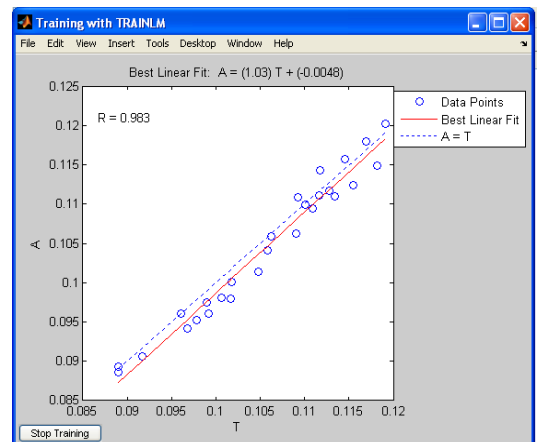 Training with TRAINLM
File Edit View Insert Tools Desktop Window Help
Best Linear Fit: A = (1.03) T + (-0.0048)
0.125
0.12
0.115
0.11
0.105
0.1
0.095
0.09
0.085
A
R = 0.983
Data Points
Best Linear Fit
A = T
0.085 0.09 0.095 0.1 0.105 0.11 0.115 0.12
T
Stop Training